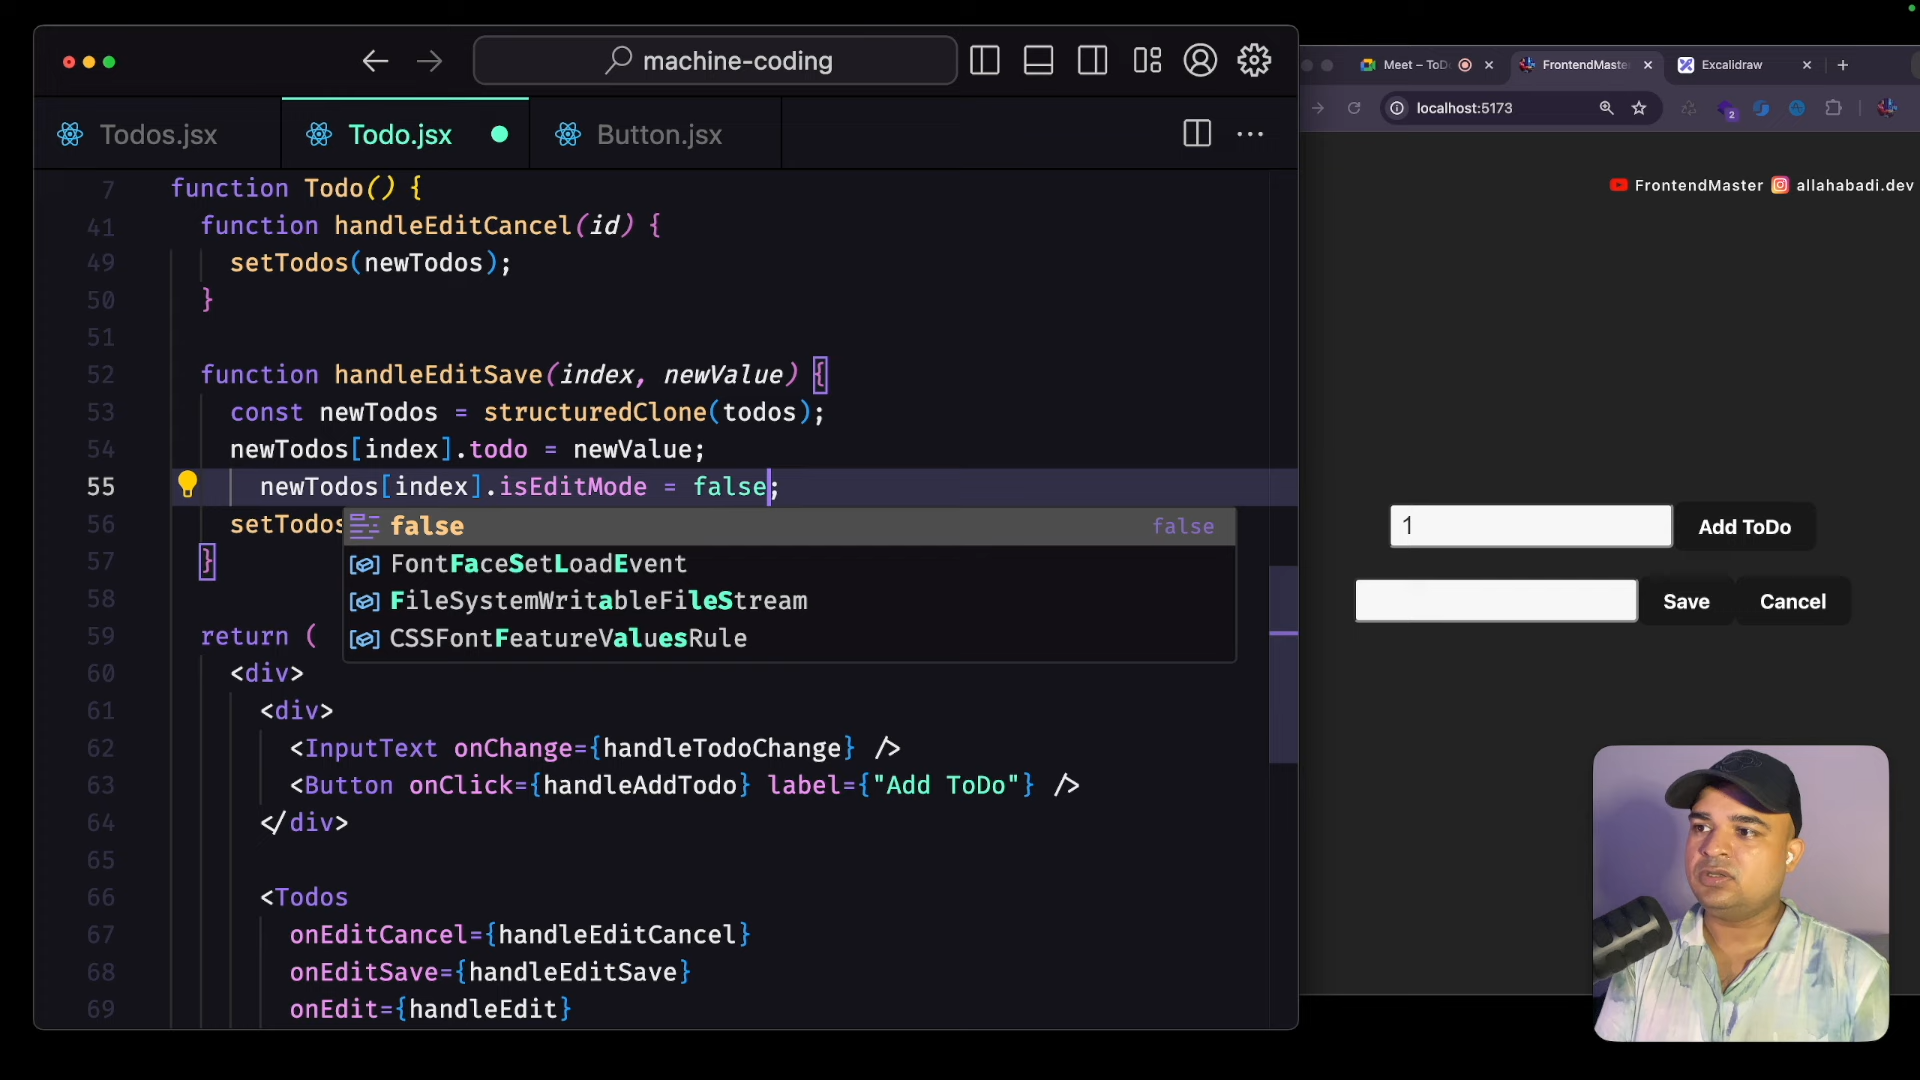 machine-coding
Todos.jsx
Todo.jsx
Button.jsx
7 function Todo() {
41 function handleEditCancel(id) {
49 setTodos(newTodos);
50 }
51
52 function handleEditSave(index, newValue) {
53 const newTodos = structuredClone(todos);
54 newTodos[index].todo = newValue;
55 newTodos[index].isEditMode = false;
56 setTodos
false false
FontFaceSetLoadEvent
57 }
FileSystemWritableFileStream
58
CSSFontFeatureValuesRule
59 return (
60 <div>
61 <div>
62 <InputText onChange={handleTodoChange} />
63 <Button onClick={handleAddTodo} label={"Add ToDo"} />
64 </div>
65
66 <Todos
67 onEditCancel={handleEditCancel}
68 onEditSave={handleEditSave}
69 onEdit={handleEdit}
Meet – ToD
FrontendMaste
Excalidraw
localhost:5173
2
FrontendMaster allahabadi.dev
1 Add ToDo
Save Cancel